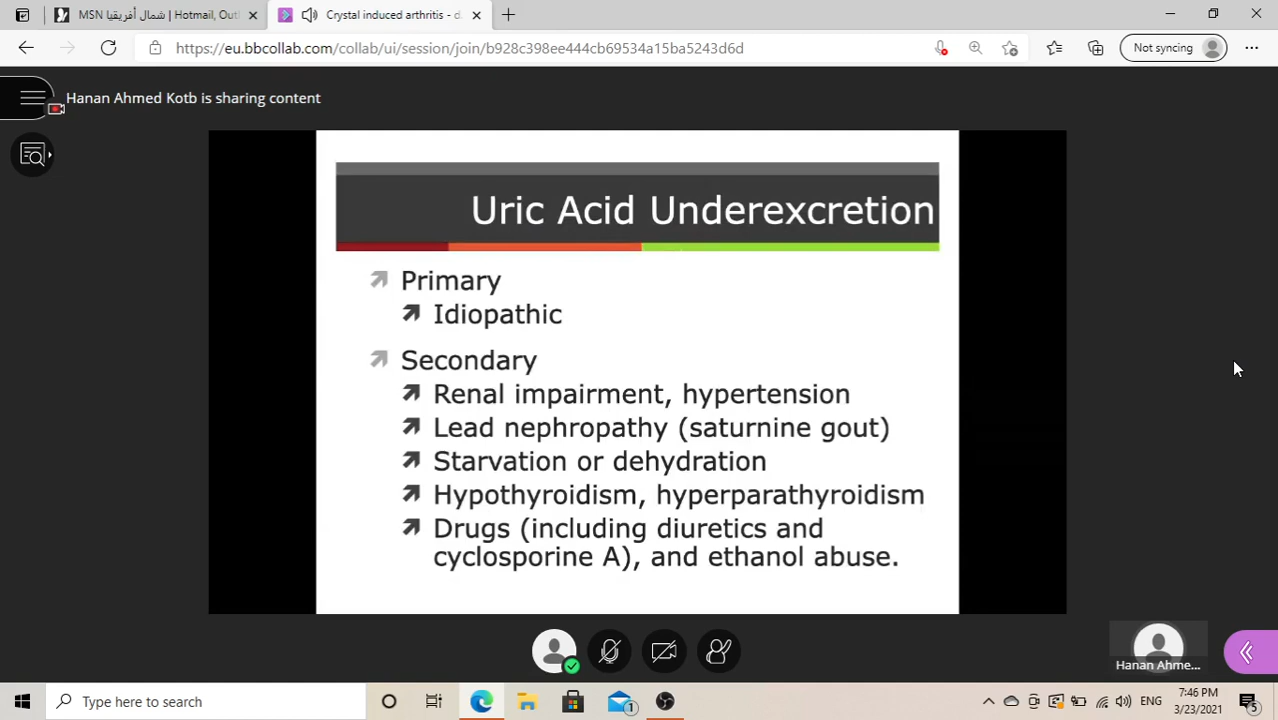 MSN شمال أفريقيا | Hotmail, Outl
Crystal induced arthritis - d
https://eu.bbcollab.com/collab/ui/session/join/b928c398ee444cb69534a15ba5243d6d
Not syncing
Hanan Ahmed Kotb is sharing content
Uric Acid Underexcretion
Primary
Idiopathic
Secondary
Renal impairment, hypertension
Lead nephropathy (saturnine gout)
Starvation or dehydration
Hypothyroidism, hyperparathyroidism
Drugs (including diuretics and
cyclosporine A), and ethanol abuse.
Hanan Ahme...
Type here to search
1
ENG
7:46 PM
3/23/2021
5